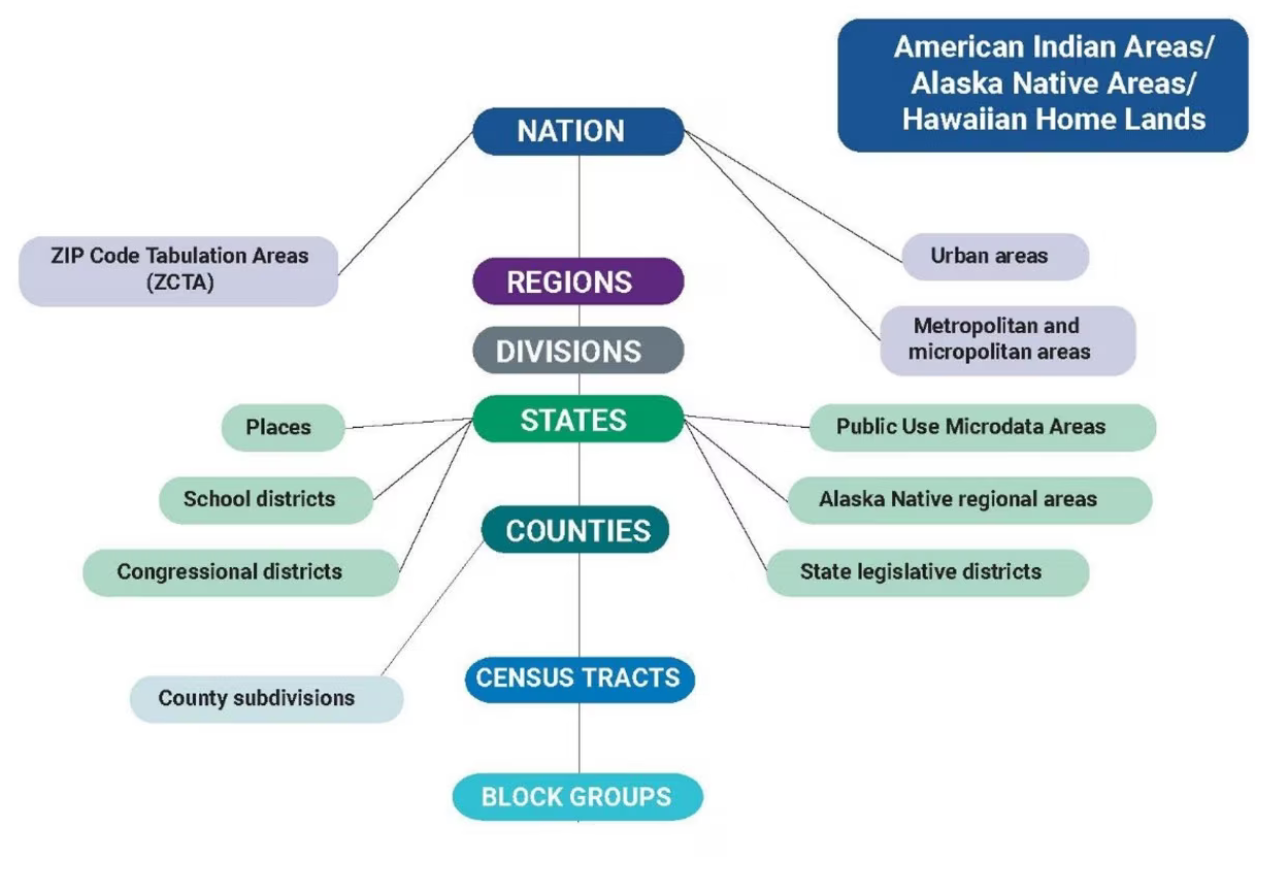 American Indian Areas/
Alaska Native Areas/
Hawaiian Home Lands
NATION
ZIP Code Tabulation Areas
(ZCTA)
Urban areas
REGIONS
Metropolitan and
micropolitan areas
DIVISIONS
STATES
Places
Public Use Microdata Areas
School districts
Alaska Native regional areas
COUNTIES
Congressional districts
State legislative districts
County subdivisions
CENSUS TRACTS
BLOCK GROUPS